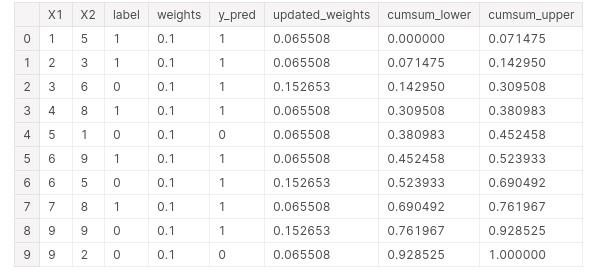 X1 X2 label weights y_pred updated_weights cumsum_lower cumsum_upper
0 1 5 1 0.1 1 0.065508 0.000000 0.071475
1 2 3 1 0.1 1 0.065508 0.071475 0.142950
2 3 6 0 0.1 1 0.152653 0.142950 0.309508
3 4 8 1 0.1 1 0.065508 0.309508 0.380983
4 5 1 0 0.1 0 0.065508 0.380983 0.452458
5 6 9 1 0.1 1 0.065508 0.452458 0.523933
6 6 5 0 0.1 1 0.152653 0.523933 0.690492
7 7 8 1 0.1 1 0.065508 0.690492 0.761967
8 9 9 0 0.1 1 0.152653 0.761967 0.928525
9 9 2 0 0.1 0 0.065508 0.928525 1.000000